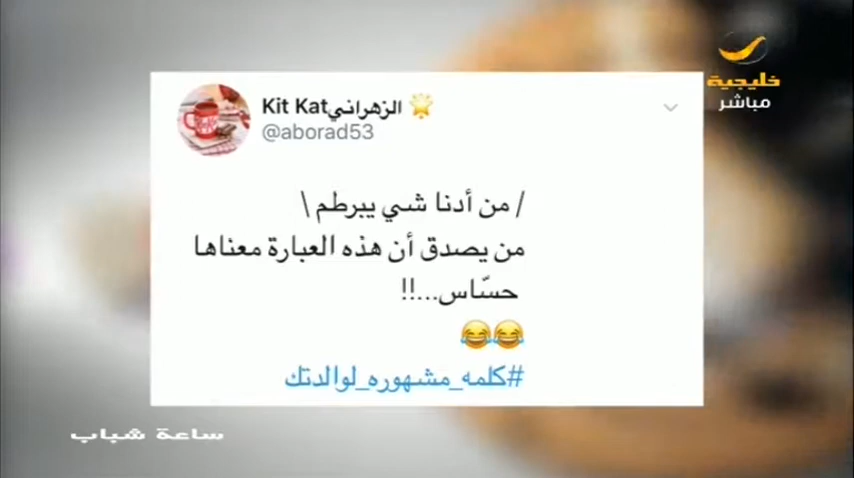 خليجية
مباشر
Kit Katالزهراني 🌟
@aborad53
/ من أدنا شي يبرطم \
من يصدق أن هذه العبارة معناها
حسّاس...!!
😂😂
#كلمه_مشهوره_لوالدتك
ساعة شباب